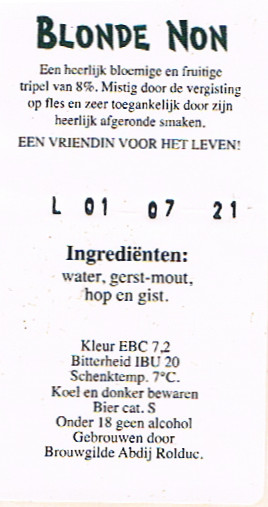 BLONDE NON
Een heerlijk bloemige en fruitige
tripel van 8%. Mistig door de vergisting
op fles en zeer toegankelijk door zijn
heerlijk afgeronde smaken.
EEN VRIENDIN VOOR HET LEVEN!
L 01 07 21
Ingrediënten:
water, gerst-mout,
hop en gist.
Kleur EBC 7,2
Bitterheid IBU 20
Schenktemp. 7°C.
Koel en donker bewaren
Bier cat. S
Onder 18 geen alcohol
Gebrouwen door
Brouwgilde Abdij Rolduc.